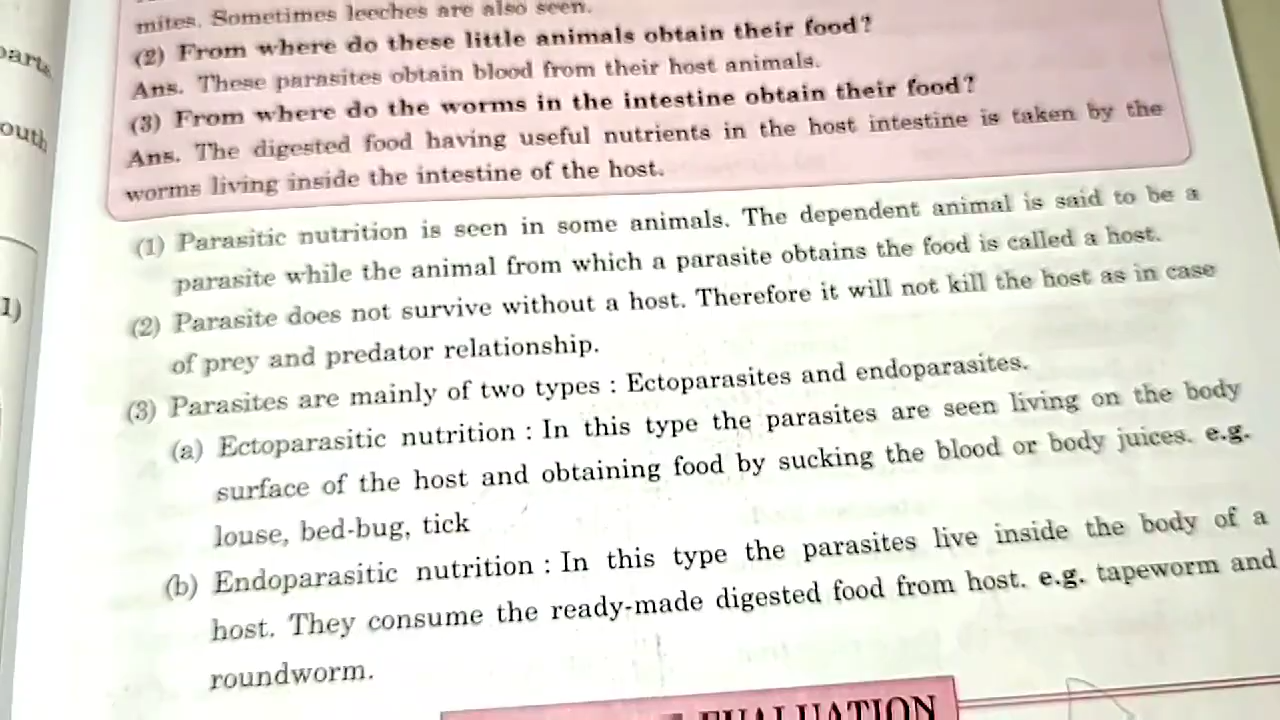 mites. Sometimes leeches are also seen.
(2) From where do these little animals obtain their food?
Ans. These parasites obtain blood from their host animals.
(3) From where do the worms in the intestine obtain their food?
Ans. The digested food having useful nutrients in the host intestine is taken by the
worms living inside the intestine of the host.
(1) Parasitic nutrition is seen in some animals. The dependent animal is said to be a
parasite while the animal from which a parasite obtains the food is called a host.
(2) Parasite does not survive without a host. Therefore it will not kill the host as in case
of prey and predator relationship.
(3) Parasites are mainly of two types : Ectoparasites and endoparasites.
(a) Ectoparasitic nutrition : In this type the parasites are seen living on the body
surface of the host and obtaining food by sucking the blood or body juices. e.g.
louse, bed-bug, tick
(b) Endoparasitic nutrition : In this type the parasites live inside the body of a
host. They consume the ready-made digested food from host. e.g. tapeworm and
roundworm.
EVALUATION
1)